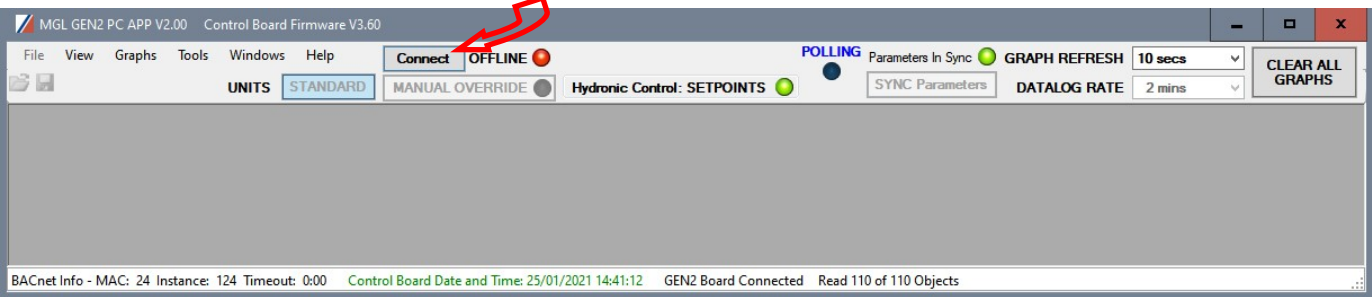 MGL GEN2 PC APP V2.00 Control Board Firmware V3.60
File View Graphs Tools Windows Help Connect OFFLINE POLLING Parameters In Sync GRAPH REFRESH 10 secs CLEAR ALL GRAPHS
UNITS STANDARD MANUAL OVERRIDE Hydronic Control: SETPOINTS SYNC Parameters DATALOG RATE 2 mins
BACnet Info - MAC: 24 Instance: 124 Timeout: 0:00 Control Board Date and Time: 25/01/2021 14:41:12 GEN2 Board Connected Read 110 of 110 Objects